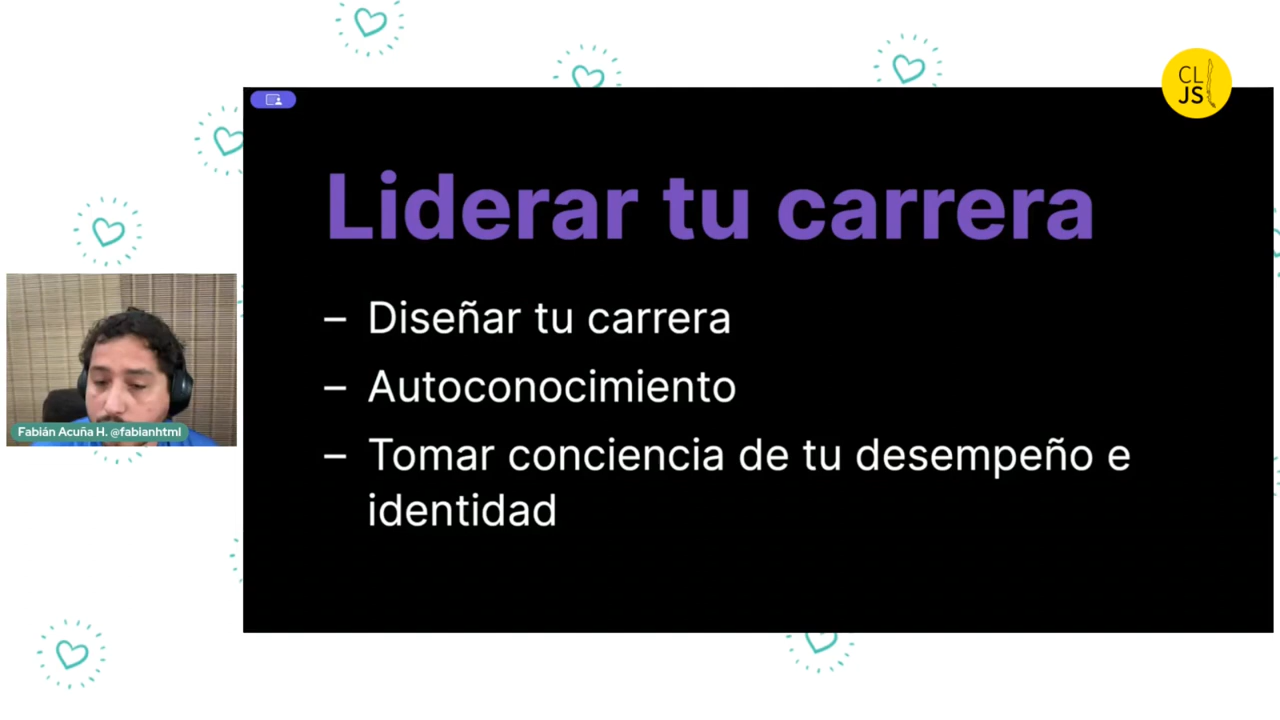 CL
JS
Liderar tu carrera
– Diseñar tu carrera
– Autoconocimiento
– Tomar conciencia de tu desempeño e
identidad
Fabián Acuña H. @fabianhtml